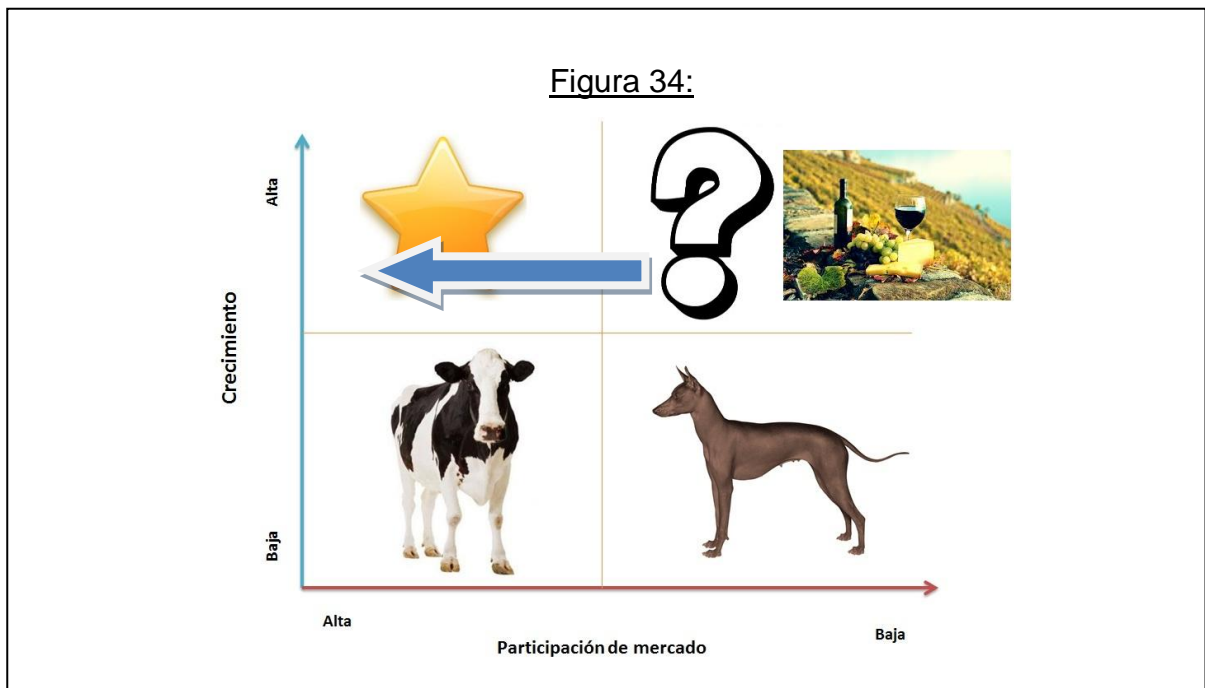 Figura 34:
Alta
Crecimiento
Baja
Alta
Baja
Participación de mercado